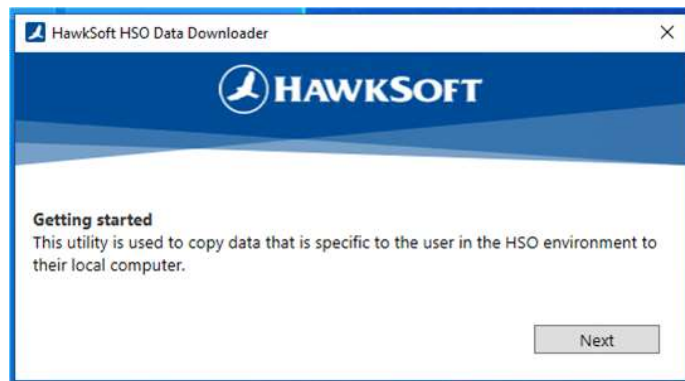 HawkSoft HSO Data Downloader
HAWKSOFT
Getting started
This utility is used to copy data that is specific to the user in the HSO environment to
their local computer.
Next